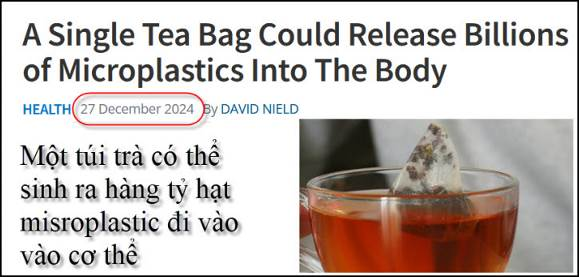 A Single Tea Bag Could Release Billions
of Microplastics Into The Body
HEALTH 27 December 2024 By DAVID NIELD
Một túi trà có thể
sinh ra hàng tỷ hạt
misroplastic đi vào
vào cơ thể